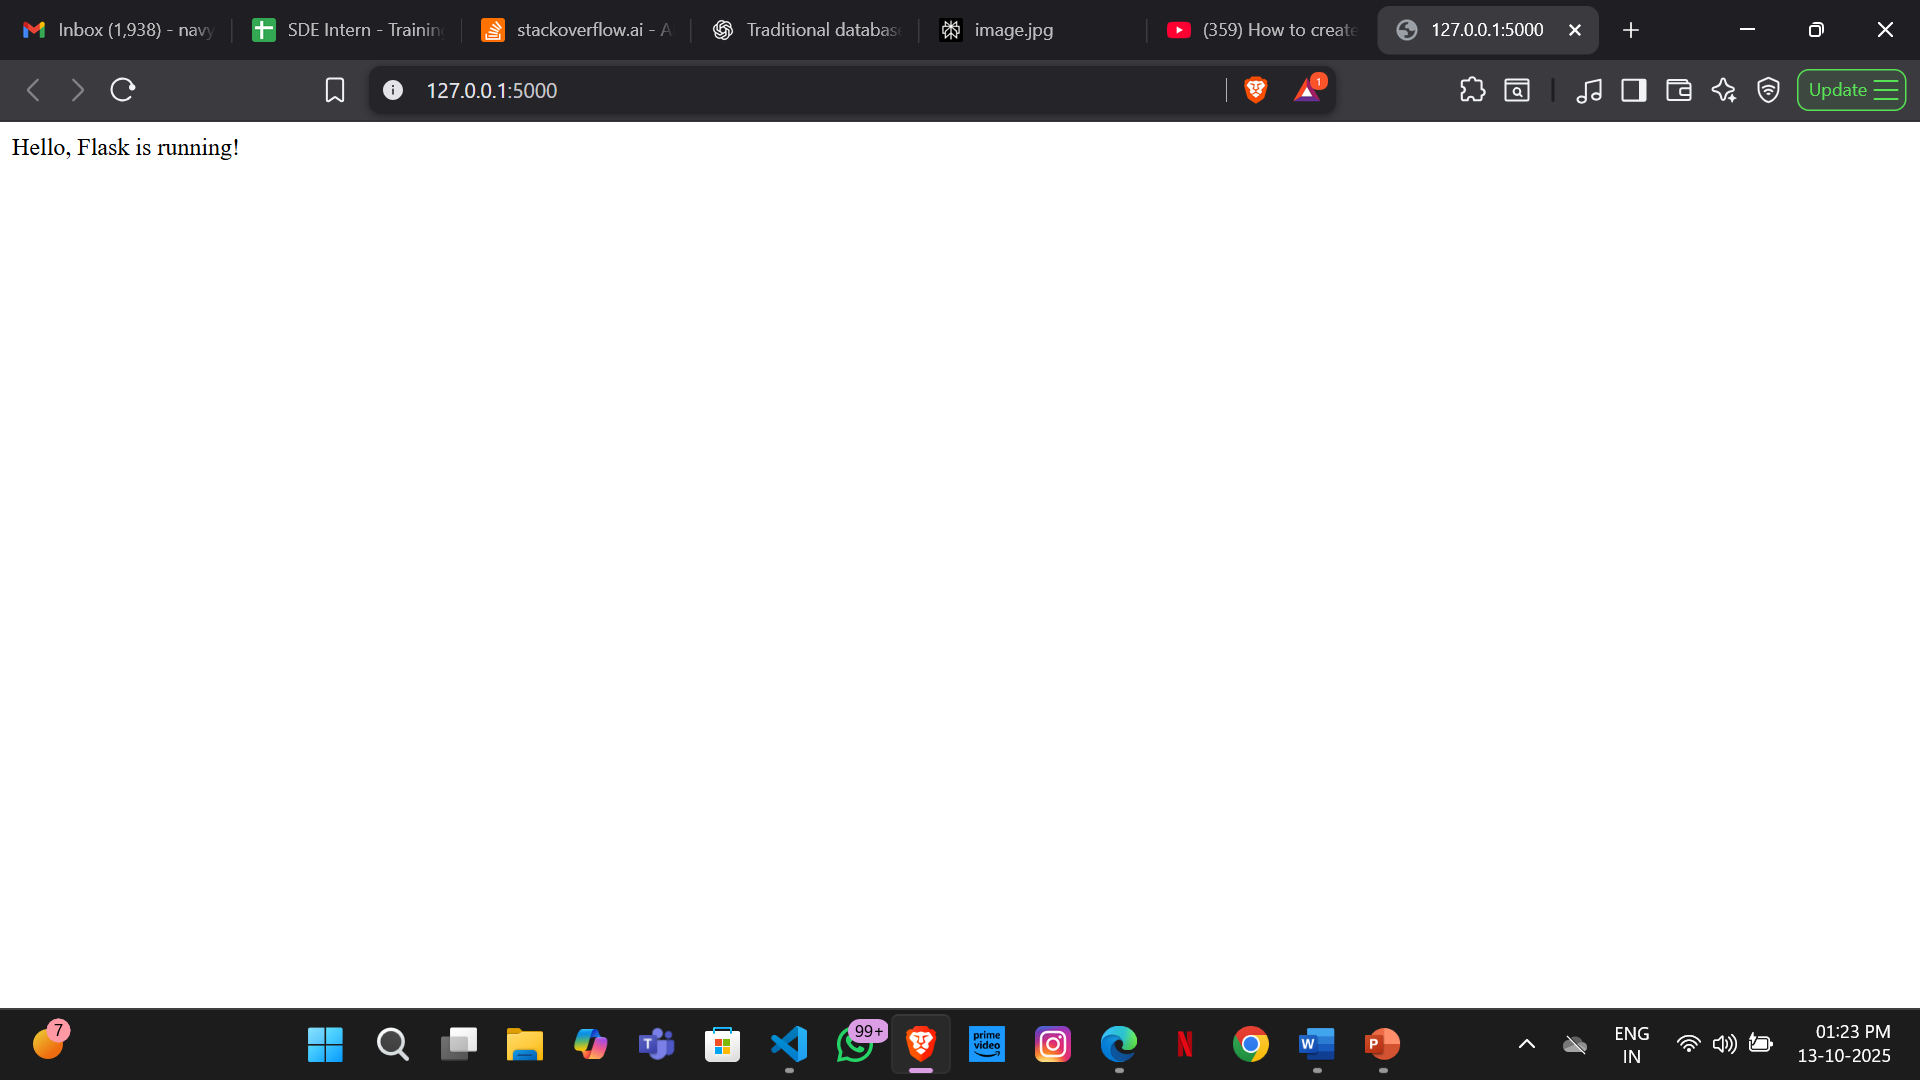 Inbox (1,938) - navy
SDE Intern - Training
stackoverflow.ai - A
Traditional databas
image.jpg
(359) How to create
127.0.0.1:5000
127.0.0.1:5000
1
Update
Hello, Flask is running!
7
99+
prime video
ENG
IN
01:23 PM
13-10-2025